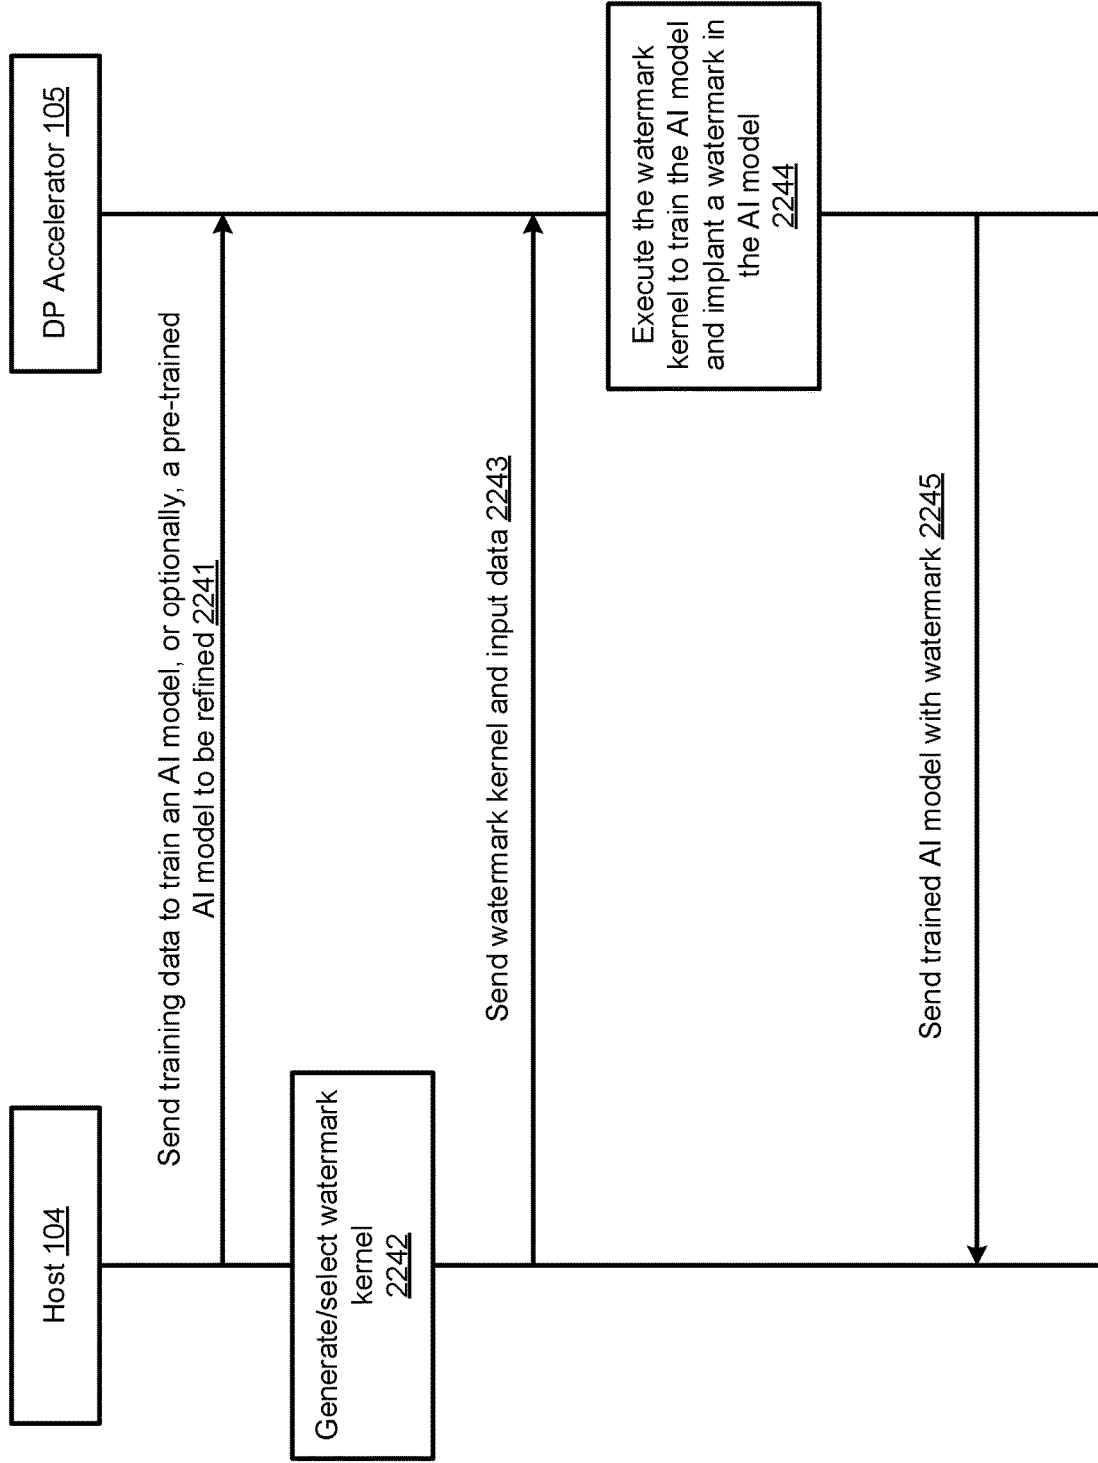 Host 104
DP Accelerator 105
Send training data to train an AI model, or optionally, a pre-trained
AI model to be refined 2241
Generate/select watermark
kernel
2242
Send watermark kernel and input data 2243
Execute the watermark
kernel to train the AI model
and implant a watermark in
the AI model
2244
Send trained AI model with watermark 2245